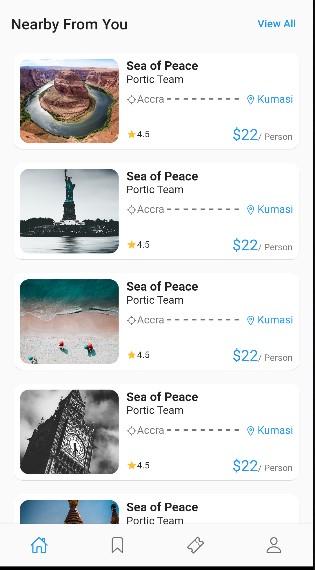 Nearby From You View All
Sea of Peace
Portic Team
Accra Kumasi
4.5 $22/ Person
Sea of Peace
Portic Team
Accra Kumasi
4.5 $22/ Person
Sea of Peace
Portic Team
Accra Kumasi
4.5 $22/ Person
Sea of Peace
Portic Team
Accra Kumasi
4.5 $22/ Person
Sea of Peace
Portic Team